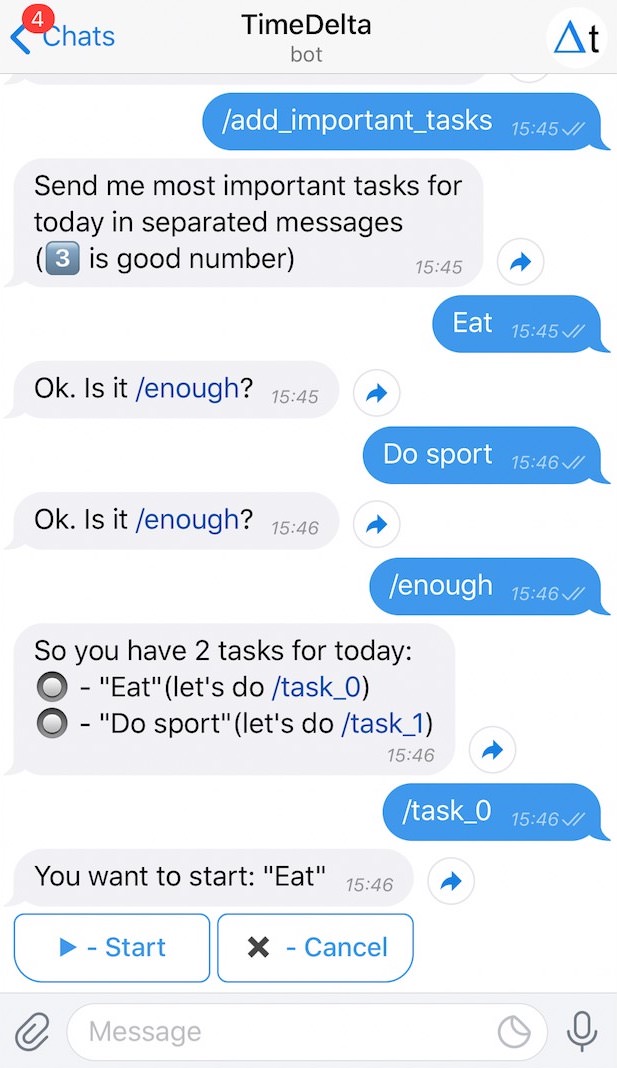 4
Chats
TimeDelta
bot
Δt
/add_important_tasks 15:45
Send me most important tasks for
today in separated messages
(3️⃣ is good number) 15:45
Eat 15:45
Ok. Is it /enough? 15:45
Do sport 15:46
Ok. Is it /enough? 15:46
/enough 15:46
So you have 2 tasks for today:
🔘 - "Eat"(let's do /task_0)
🔘 - "Do sport"(let's do /task_1)
15:46
/task_0 15:46
You want to start: "Eat" 15:46
▶ - Start
✖ - Cancel
Message